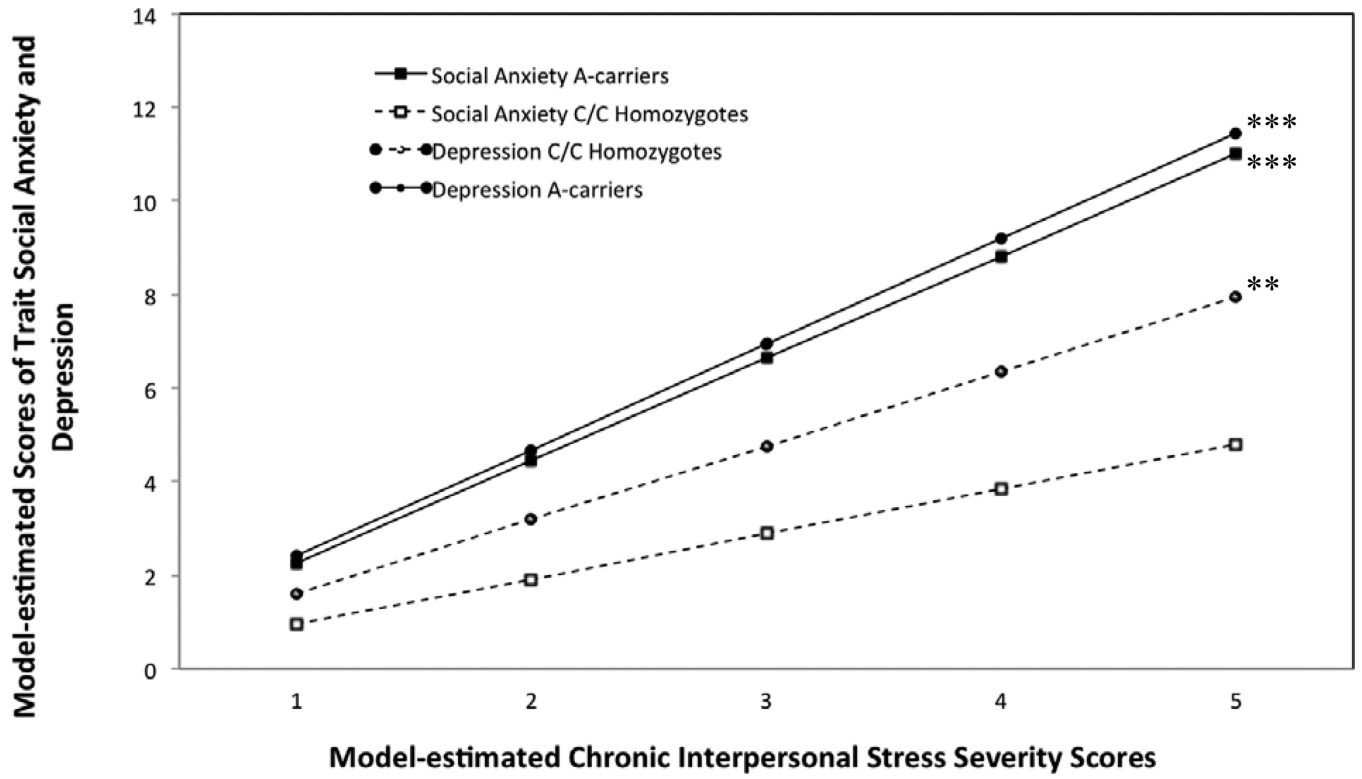 Model-estimated Scores of Trait Social Anxiety and
Depression
14
12
10
8
6
4
2
0
Social Anxiety A-carriers
Social Anxiety C/C Homozygotes
Depression C/C Homozygotes
Depression A-carriers
***
***
**
1 2 3 4 5
Model-estimated Chronic Interpersonal Stress Severity Scores